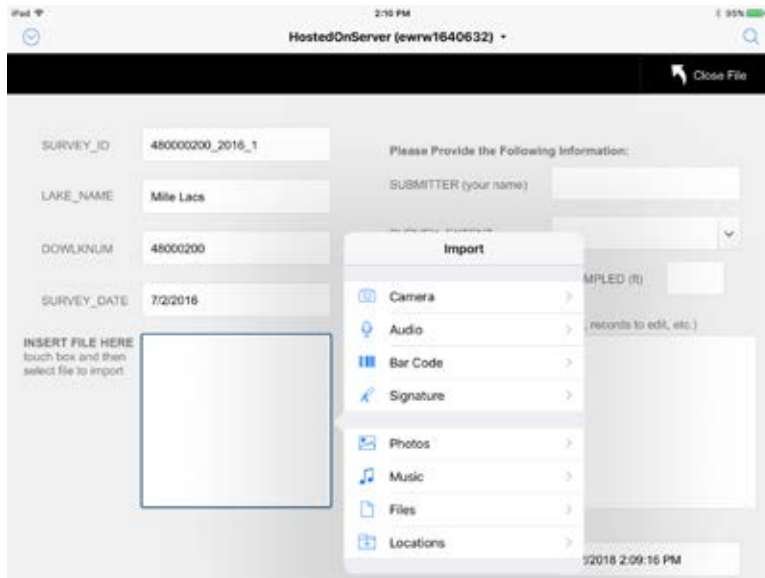 iPad
2:10 PM
95%
HostedOnServer (ewrw1640632)
Close File
SURVEY_ID
480000200_2016_1
Please Provide the Following Information:
SUBMITTER (your name)
LAKE_NAME
Mille Lacs
DOWLKNUM
48000200
Import
MPLED (ft)
Camera
SURVEY_DATE
7/2/2016
Audio
, records to edit, etc.)
INSERT FILE HERE
touch box and then
select file to import
Bar Code
Signature
Photos
Music
Files
Locations
/2018 2:09:16 PM